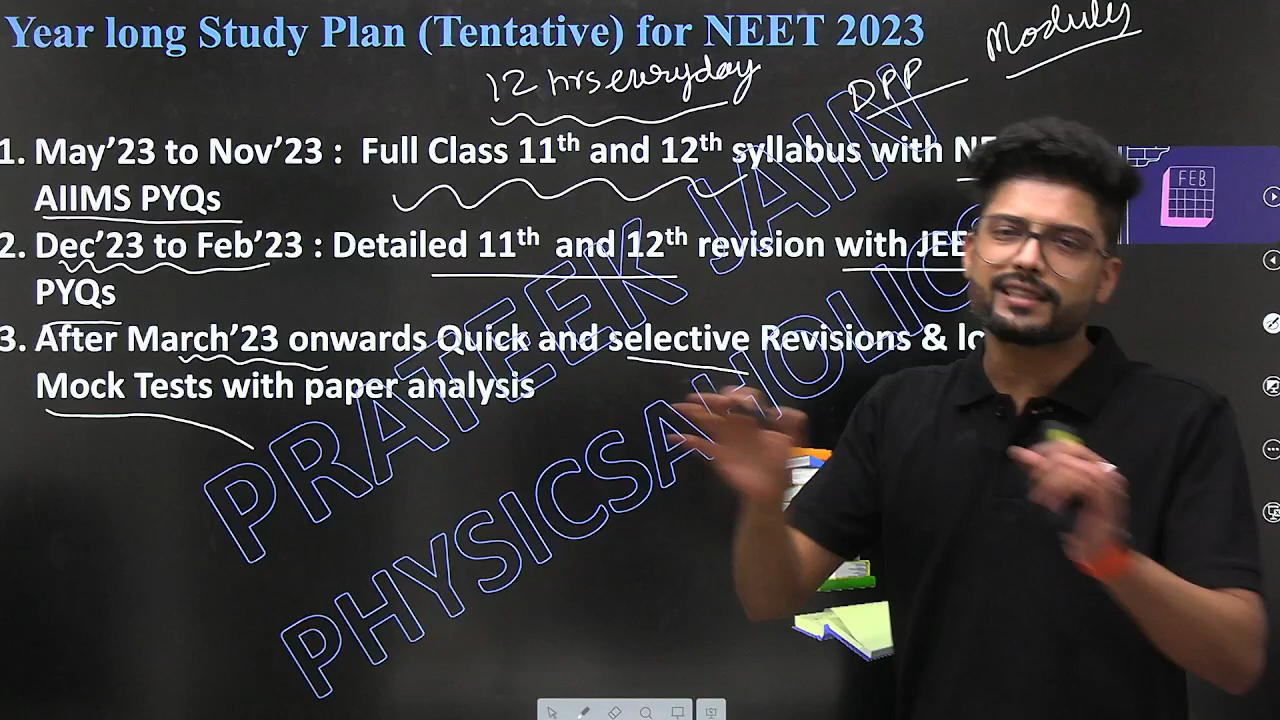 Year long Study Plan (Tentative) for NEET 2023
12 hrs everyday
DPP
Modules
1. May’23 to Nov’23 : Full Class 11th and 12th syllabus with
AIIMS PYQs
2. Dec’23 to Feb’23 : Detailed 11th and 12th revision with JEE
PYQs
3. After March’23 onwards Quick and selective Revisions &
Mock Tests with paper analysis
FEB
PRATEEK JAIN
PHYSICSAHOLICS